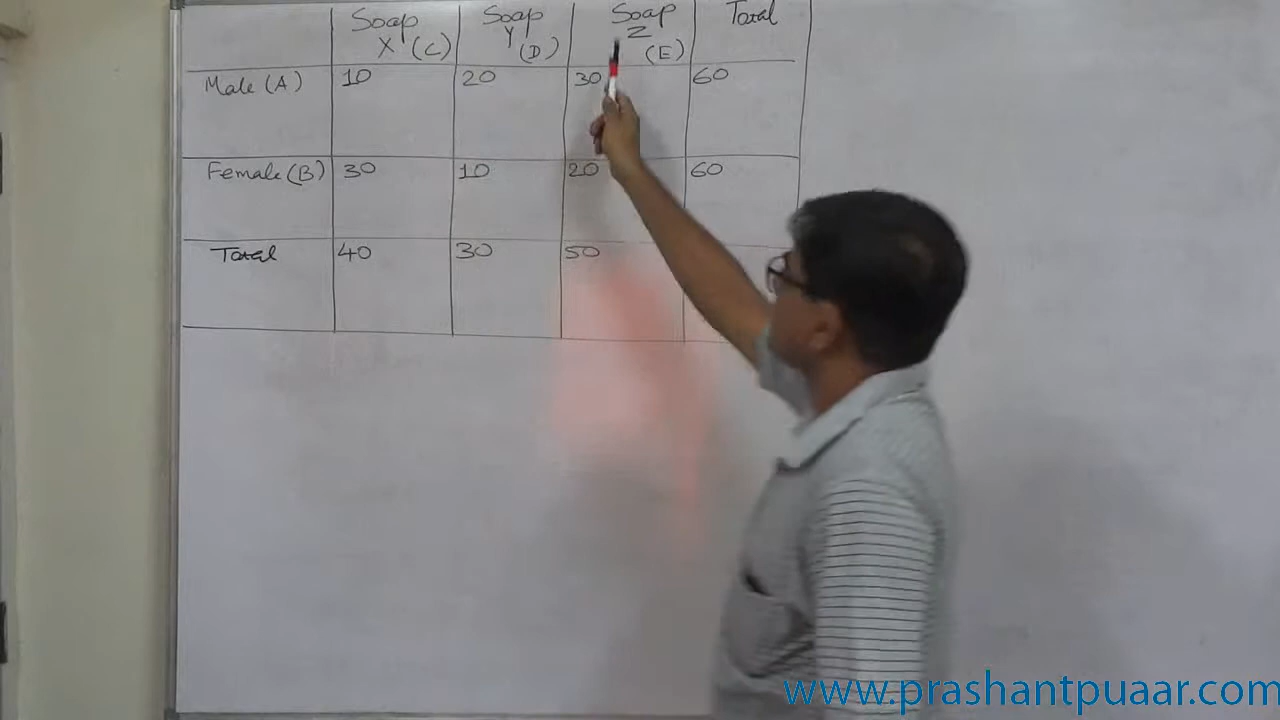 Soap X (C) Soap Y (D) Soap Z (E) Total
Male (A) 10 20 30 60
Female (B) 30 10 20 60
Total 40 30 50
www.prashantpuaar.com